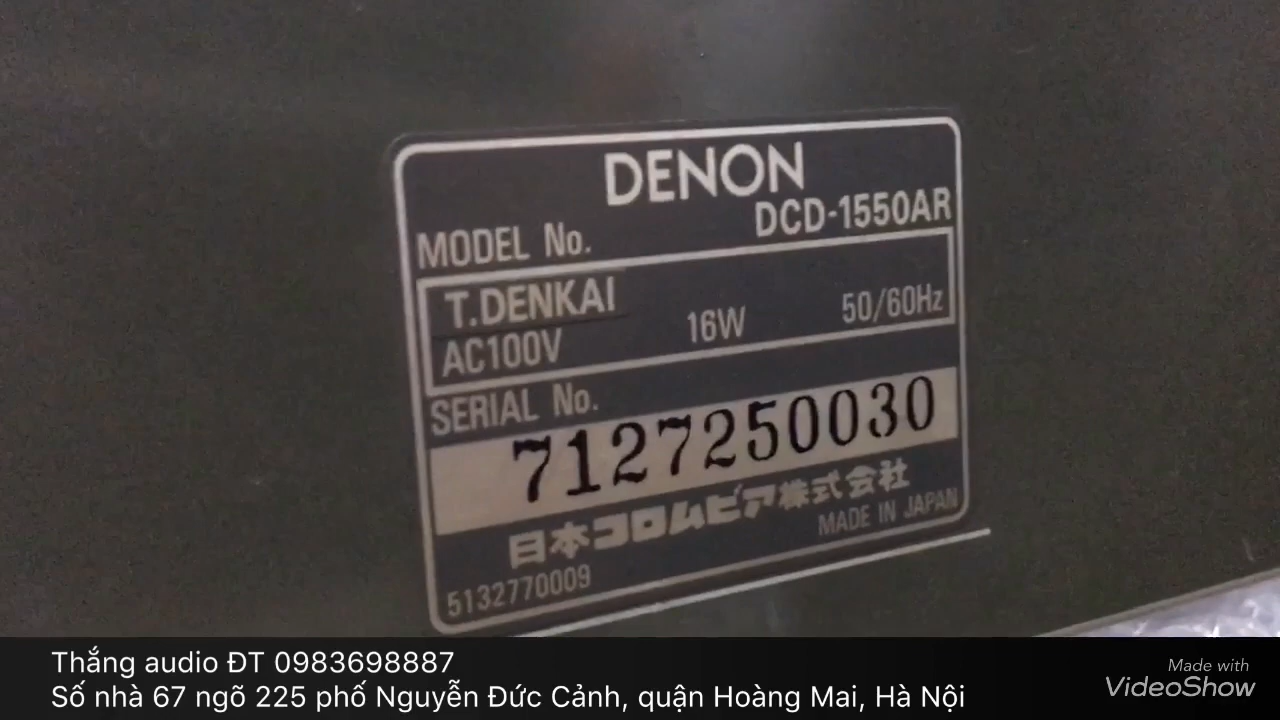 DENON
MODEL No. DCD-1550AR
T.DENKAI
AC100V 16W 50/60Hz
SERIAL No.
7127250030
日本コロムビア株式会社
MADE IN JAPAN
5132770009
Thắng audio ĐT 0983698887
Số nhà 67 ngõ 225 phố Nguyễn Đức Cảnh, quận Hoàng Mai, Hà Nội
Made with
VideoShow